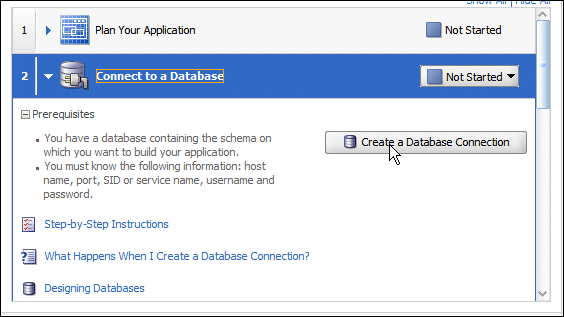 Show All | Hide All
1 Plan Your Application Not Started
2 Connect to a Database Not Started
Prerequisites
You have a database containing the schema on
which you want to build your application.
You must know the following information: host
name, port, SID or service name, username and
password.
Create a Database Connection
Step-by-Step Instructions
What Happens When I Create a Database Connection?
Designing Databases